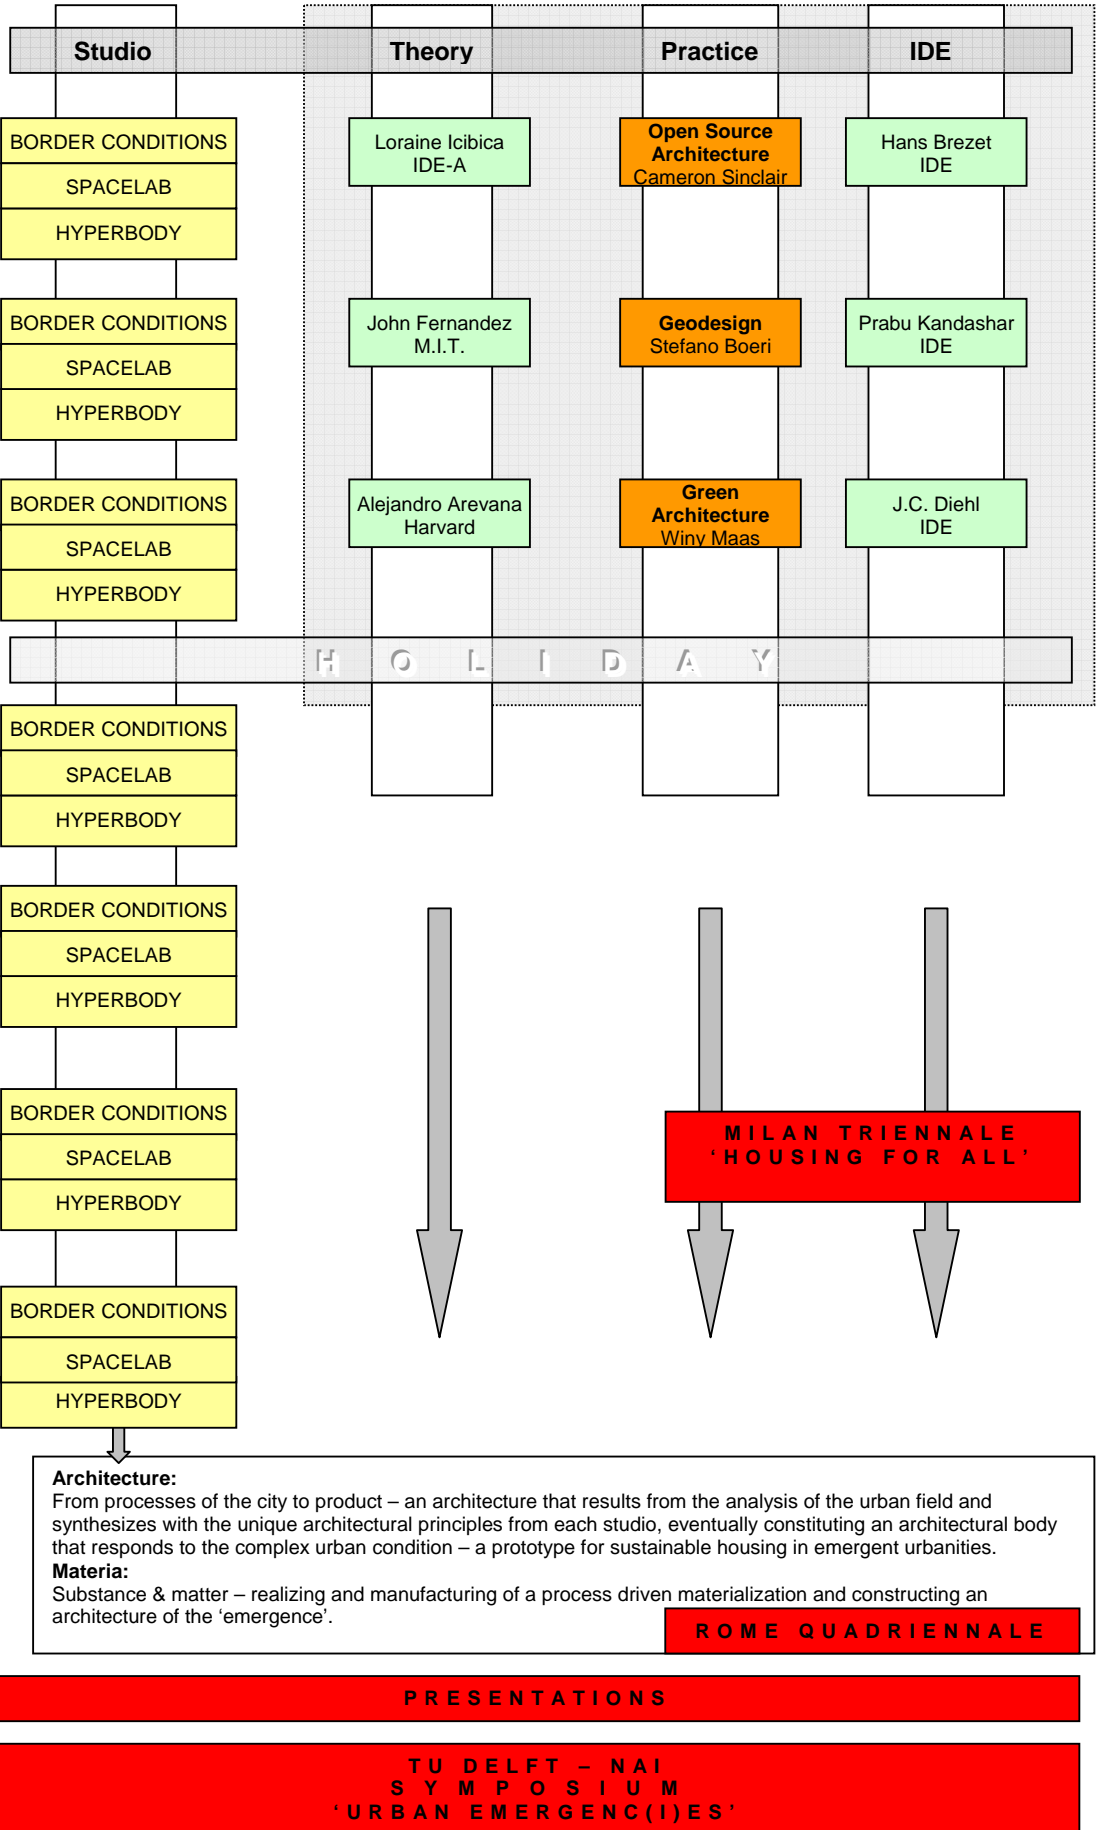 Studio Theory Practice IDE
BORDER CONDITIONS
SPACELAB
HYPERBODY
Loraine Icibica
IDE-A
Open Source
Architecture
Cameron Sinclair
Hans Brezet
IDE
BORDER CONDITIONS
SPACELAB
HYPERBODY
John Fernandez
M.I.T.
Geodesign
Stefano Boeri
Prabu Kandashar
IDE
BORDER CONDITIONS
SPACELAB
HYPERBODY
Alejandro Arevana
Harvard
Green
Architecture
Winy Maas
J.C. Diehl
IDE
HOLIDAY
BORDER CONDITIONS
SPACELAB
HYPERBODY
BORDER CONDITIONS
SPACELAB
HYPERBODY
BORDER CONDITIONS
SPACELAB
HYPERBODY
MILAN TRIENNALE
‘HOUSING FOR ALL’
BORDER CONDITIONS
SPACELAB
HYPERBODY
Architecture:
From processes of the city to product – an architecture that results from the analysis of the urban field and
synthesizes with the unique architectural principles from each studio, eventually constituting an architectural body
that responds to the complex urban condition – a prototype for sustainable housing in emergent urbanities.
Materia:
Substance & matter – realizing and manufacturing of a process driven materialization and constructing an
architecture of the ‘emergence’.
ROME QUADRIENNALE
PRESENTATIONS
TU DELFT – NAI
SYMPOSIUM
‘URBAN EMERGENC(I)ES’